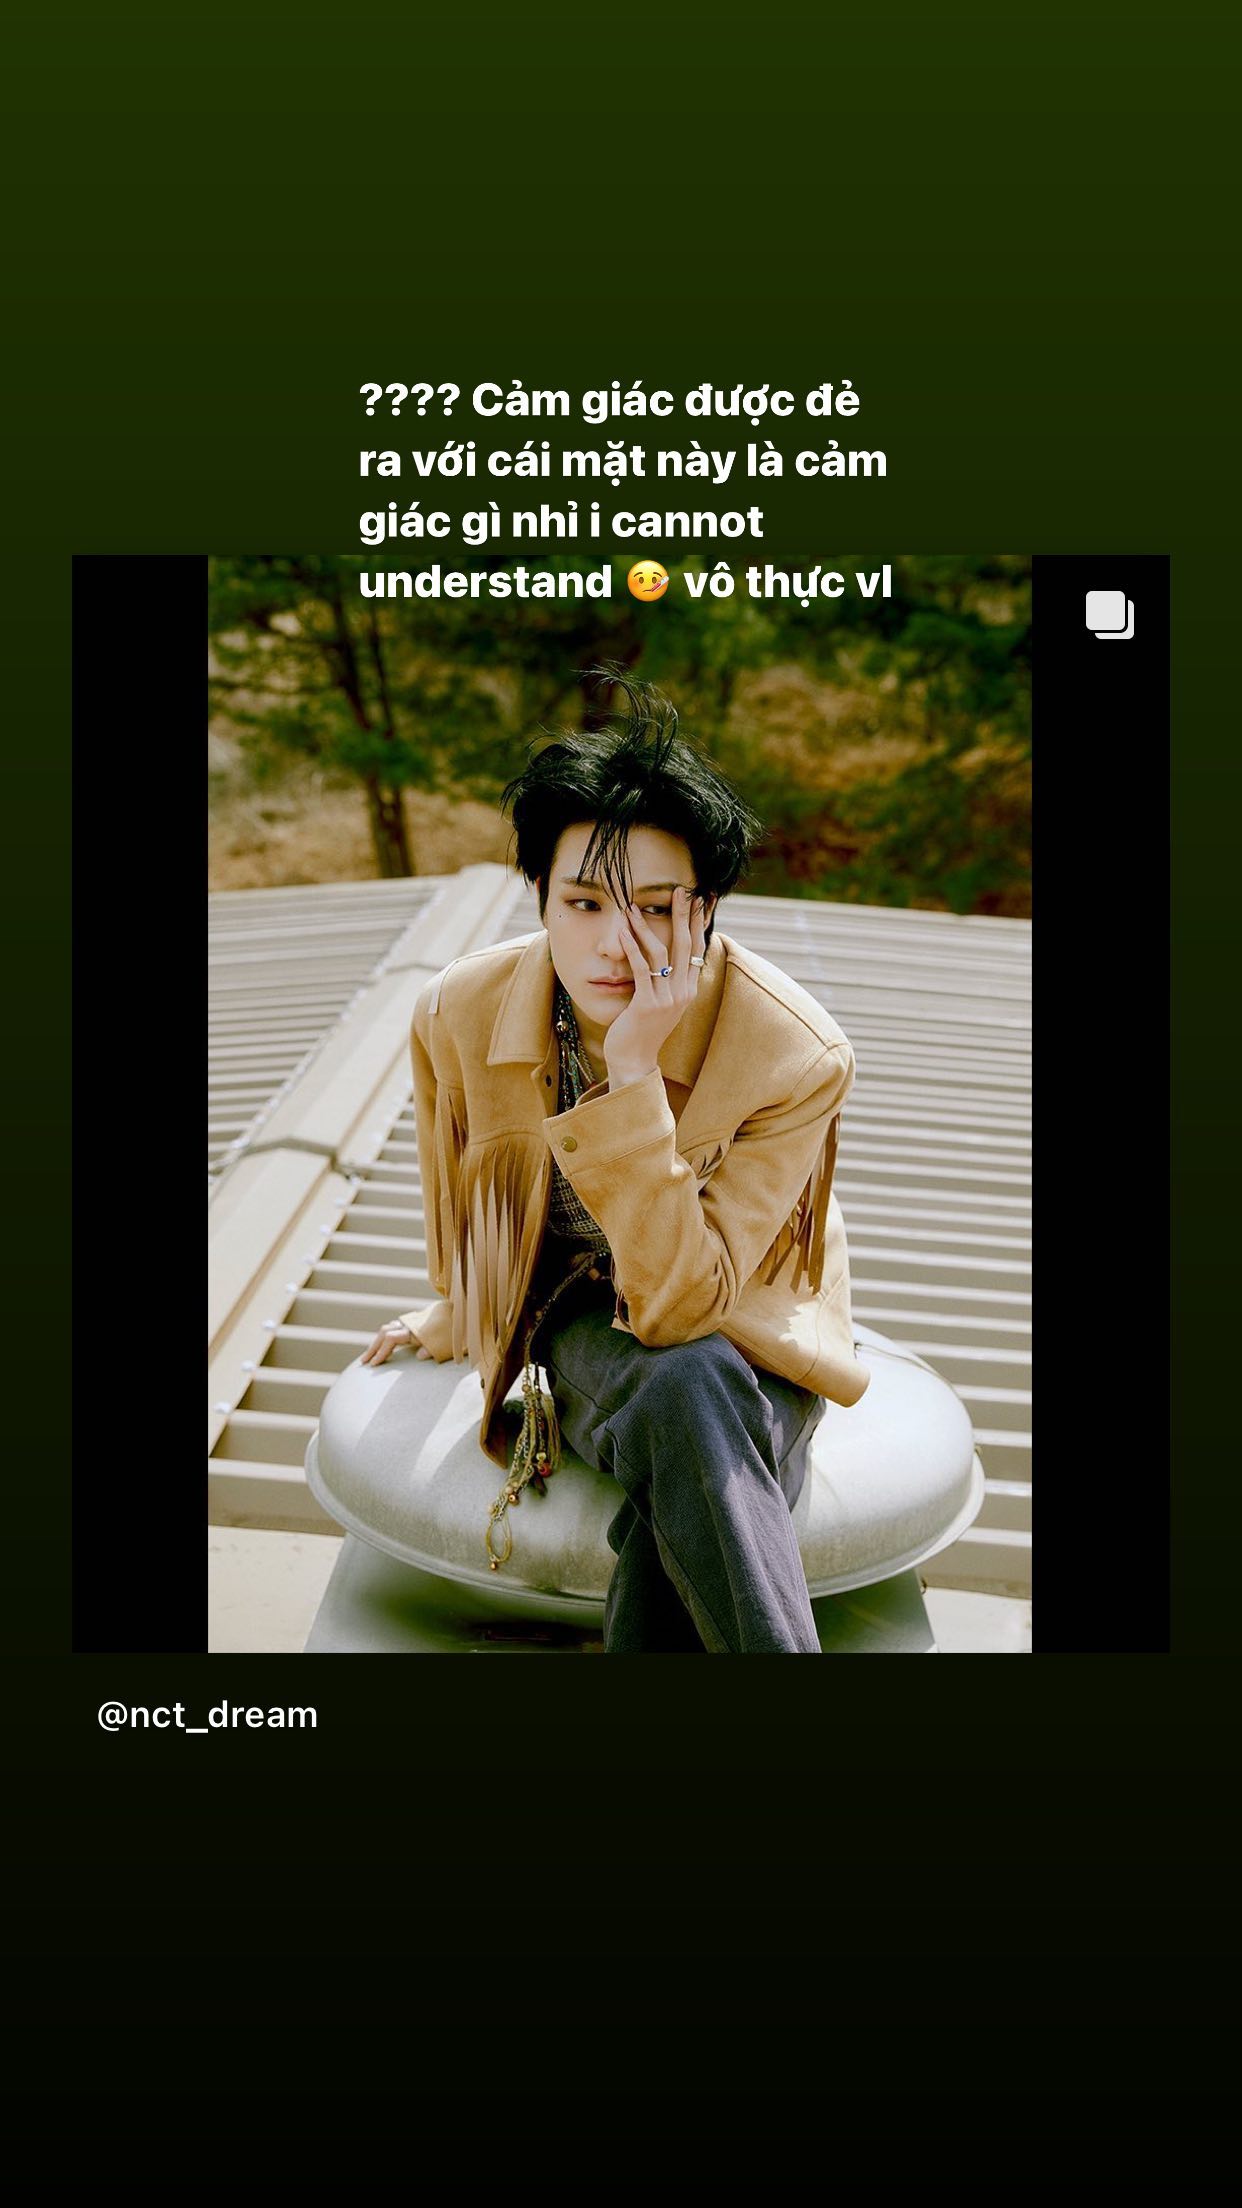 ???? Cảm giác được đẻ
ra với cái mặt này là cảm
giác gì nhỉ i cannot
understand 🤒 vô thực vl
@nct_dream